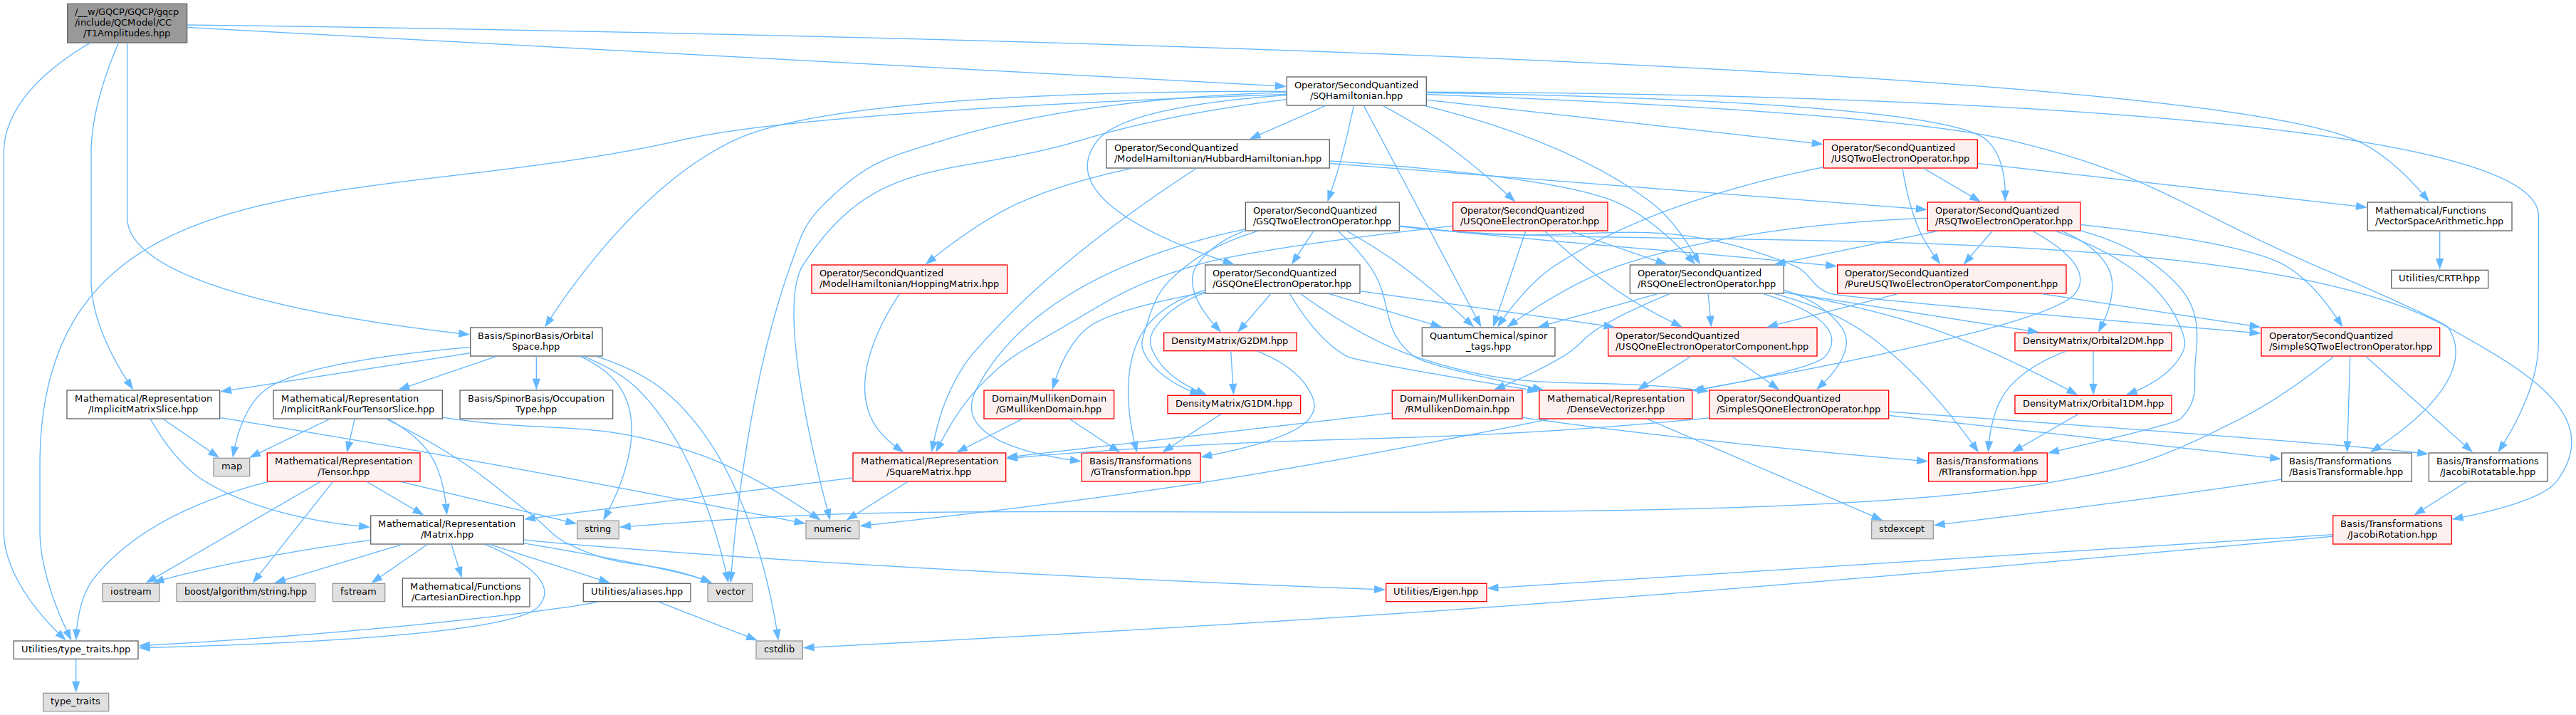 /__w/GQCP/GQCP/gqcp
/include/QCModel/CC
/T1Amplitudes.hpp
Operator/SecondQuantized
/SQHamiltonian.hpp
Operator/SecondQuantized
/ModelHamiltonian/HubbardHamiltonian.hpp
Operator/SecondQuantized
/USQTwoElectronOperator.hpp
Operator/SecondQuantized
/GSQTwoElectronOperator.hpp
Operator/SecondQuantized
/USQOneElectronOperator.hpp
Operator/SecondQuantized
/RSQTwoElectronOperator.hpp
Mathematical/Functions
/VectorSpaceArithmetic.hpp
Operator/SecondQuantized
/ModelHamiltonian/HoppingMatrix.hpp
Operator/SecondQuantized
/GSQOneElectronOperator.hpp
Operator/SecondQuantized
/RSQOneElectronOperator.hpp
Operator/SecondQuantized
/PureUSQTwoElectronOperatorComponent.hpp
Utilities/CRTP.hpp
Basis/SpinorBasis/Orbital
Space.hpp
DensityMatrix/G2DM.hpp
QuantumChemical/spinor
_tags.hpp
Operator/SecondQuantized
/USQOneElectronOperatorComponent.hpp
DensityMatrix/Orbital2DM.hpp
Operator/SecondQuantized
/SimpleSQTwoElectronOperator.hpp
Mathematical/Representation
/ImplicitMatrixSlice.hpp
Mathematical/Representation
/ImplicitRankFourTensorSlice.hpp
Basis/SpinorBasis/Occupation
Type.hpp
Domain/MullikenDomain
/GMullikenDomain.hpp
DensityMatrix/G1DM.hpp
Domain/MullikenDomain
/RMullikenDomain.hpp
Mathematical/Representation
/DenseVectorizer.hpp
Operator/SecondQuantized
/SimpleSQOneElectronOperator.hpp
DensityMatrix/Orbital1DM.hpp
map
Mathematical/Representation
/Tensor.hpp
Mathematical/Representation
/SquareMatrix.hpp
Basis/Transformations
/GTransformation.hpp
Basis/Transformations
/RTransformation.hpp
Basis/Transformations
/BasisTransformable.hpp
Basis/Transformations
/JacobiRotatable.hpp
Mathematical/Representation
/Matrix.hpp
string
numeric
stdexcept
Basis/Transformations
/JacobiRotation.hpp
iostream
boost/algorithm/string.hpp
fstream
Mathematical/Functions
/CartesianDirection.hpp
Utilities/aliases.hpp
vector
Utilities/Eigen.hpp
Utilities/type_traits.hpp
cstdlib
type_traits